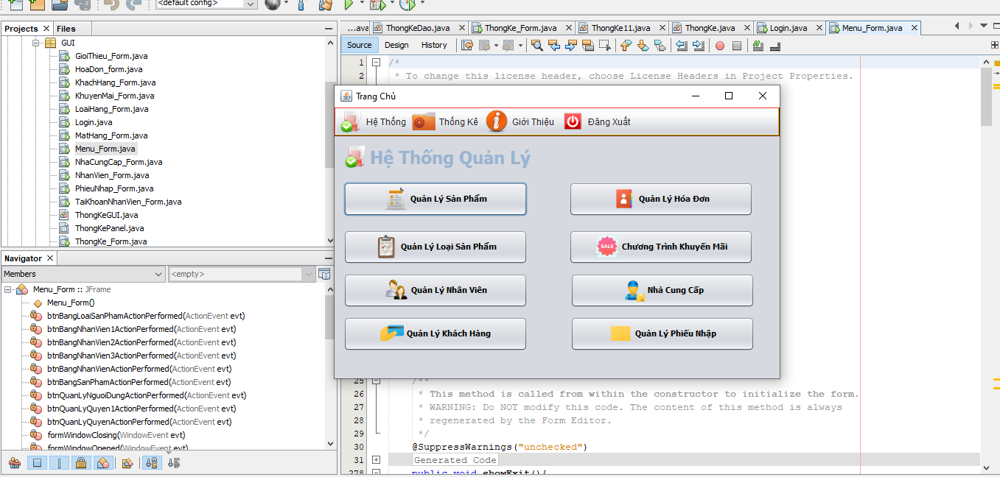 <default config>
Projects
Files
GUI
GioiThieu_Form.java
HoaDon_form.java
KhachHang_Form.java
KhuyenMai_Form.java
LoaiHang_Form.java
Login.java
MatHang_Form.java
Menu_Form.java
NhaCungCap_Form.java
NhanVien_Form.java
PhieuNhap_Form.java
TaiKhoanNhanVien_Form.java
ThongKeGUI.java
ThongKePanel.java
ThongKe_Form.java
Navigator
Members
<empty>
Menu_Form :: JFrame
Menu_Form()
btnBangLoaiSanPhamActionPerformed(ActionEvent evt)
btnBangNhanVien1ActionPerformed(ActionEvent evt)
btnBangNhanVien2ActionPerformed(ActionEvent evt)
btnBangNhanVien3ActionPerformed(ActionEvent evt)
btnBangNhanVienActionPerformed(ActionEvent evt)
btnBangSanPhamActionPerformed(ActionEvent evt)
btnQuanLyNguoiDungActionPerformed(ActionEvent evt)
btnQuanLyQuyen1ActionPerformed(ActionEvent evt)
btnQuanLyQuyenActionPerformed(ActionEvent evt)
formWindowClosing(WindowEvent evt)
formWindowOpened(WindowEvent evt)
...ava ThongKeDao.java ThongKe_Form.java ThongKe11.java ThongKe.java Login.java Menu_Form.java
Source Design History
1 /*
2 * To change this license header, choose License Headers in Project Properties.
Trang Chủ
Hệ Thống Thống Kê Giới Thiệu Đăng Xuất
Hệ Thống Quản Lý
Quản Lý Sản Phẩm
Quản Lý Hóa Đơn
Quản Lý Loại Sản Phẩm
SALE Chương Trình Khuyến Mãi
Quản Lý Nhân Viên
Nhà Cung Cấp
Quản Lý Khách Hàng
Quản Lý Phiếu Nhập
25 /**
26 * This method is called from within the constructor to initialize the form.
27 * WARNING: Do NOT modify this code. The content of this method is always
28 * regenerated by the Form Editor.
29 */
30 @SuppressWarnings("unchecked")
31 Generated Code
278 public void showExit(){